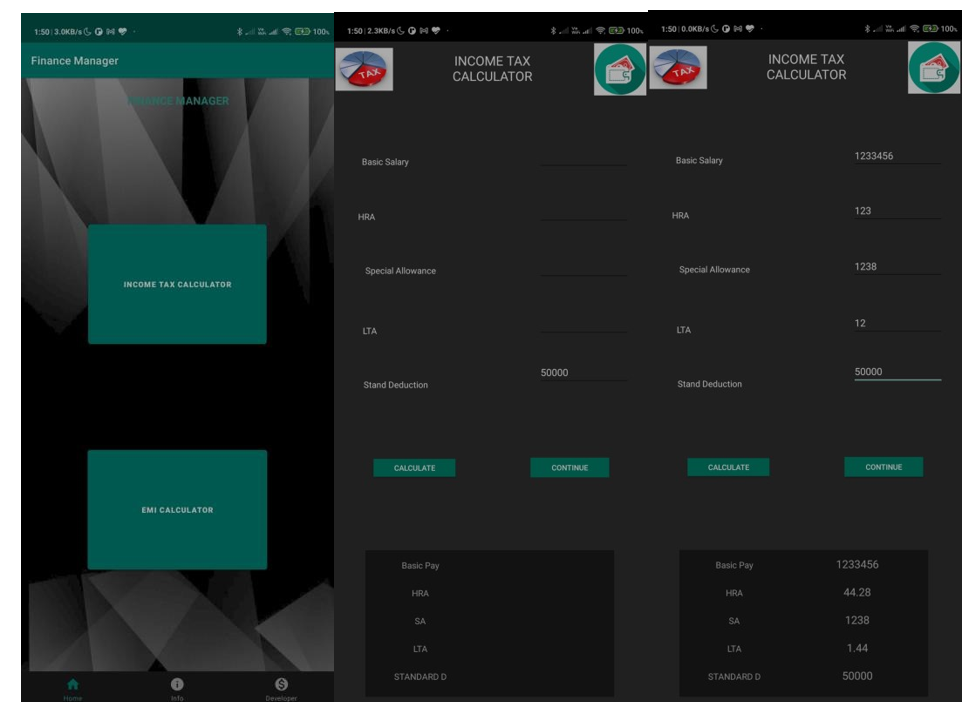 1:50 | 3.0KB/s
100%
Finance Manager
FINANCE MANAGER
INCOME TAX CALCULATOR
EMI CALCULATOR
Home
Info
Developer
1:50 | 2.3KB/s
100%
TAX
INCOME TAX
CALCULATOR
Basic Salary
HRA
Special Allowance
LTA
50000
Stand Deduction
CALCULATE
CONTINUE
Basic Pay
HRA
SA
LTA
STANDARD D
1:50 | 0.0KB/s
100%
TAX
INCOME TAX
CALCULATOR
Basic Salary 1233456
HRA 123
Special Allowance 1238
LTA 12
Stand Deduction 50000
CALCULATE
CONTINUE
Basic Pay 1233456
HRA 44.28
SA 1238
LTA 1.44
STANDARD D 50000